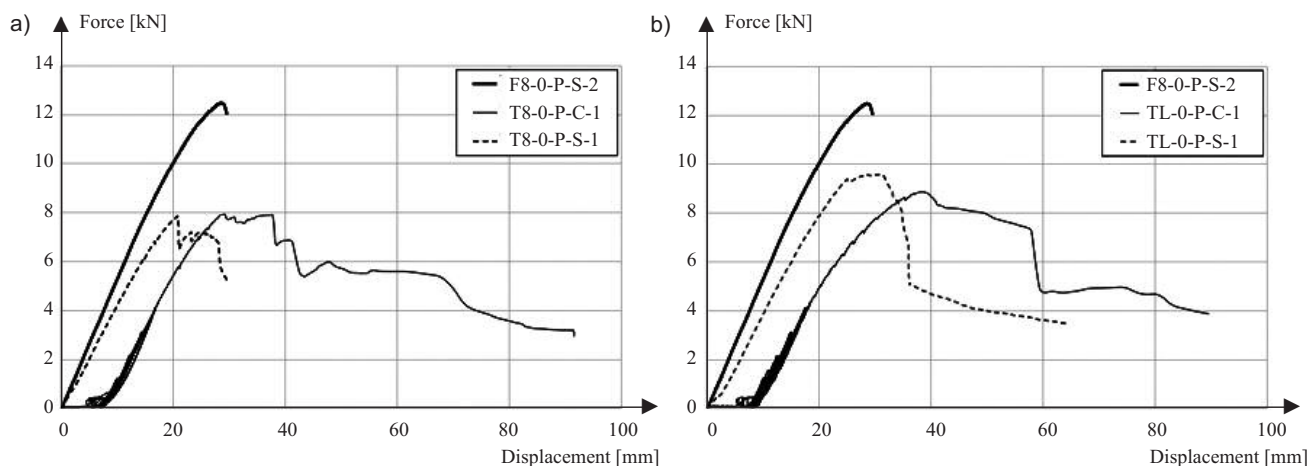 a)
Force [kN]
14
12
10
8
6
4
2
0
F8-0-P-S-2
T8-0-P-C-1
T8-0-P-S-1
0 20 40 60 80 100
Displacement [mm]
b)
Force [kN]
14
12
10
8
6
4
2
0
F8-0-P-S-2
TL-0-P-C-1
TL-0-P-S-1
0 20 40 60 80 100
Displacement [mm]